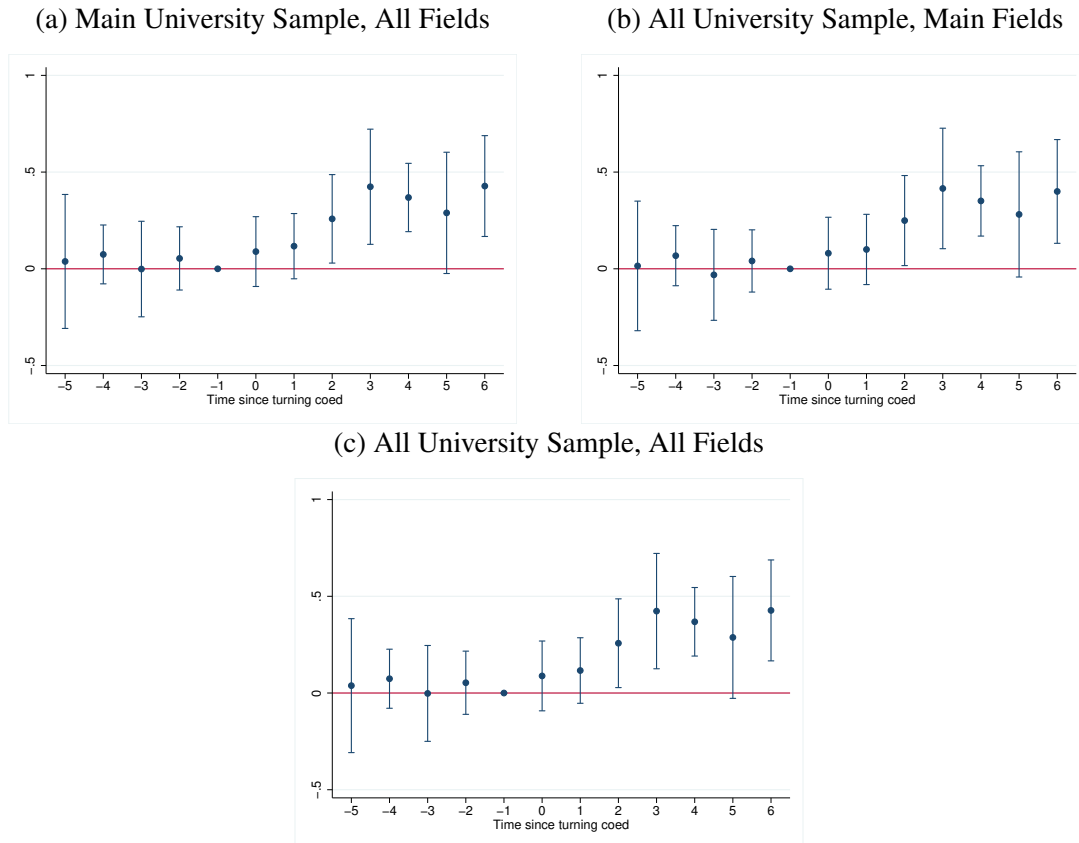 (a) Main University Sample, All Fields
1
.5
0
-.5
−5 −4 −3 −2 −1 0 1 2 3 4 5 6
Time since turning coed
(b) All University Sample, Main Fields
1
.5
0
-.5
−5 −4 −3 −2 −1 0 1 2 3 4 5 6
Time since turning coed
(c) All University Sample, All Fields
1
.5
0
-.5
−5 −4 −3 −2 −1 0 1 2 3 4 5 6
Time since turning coed